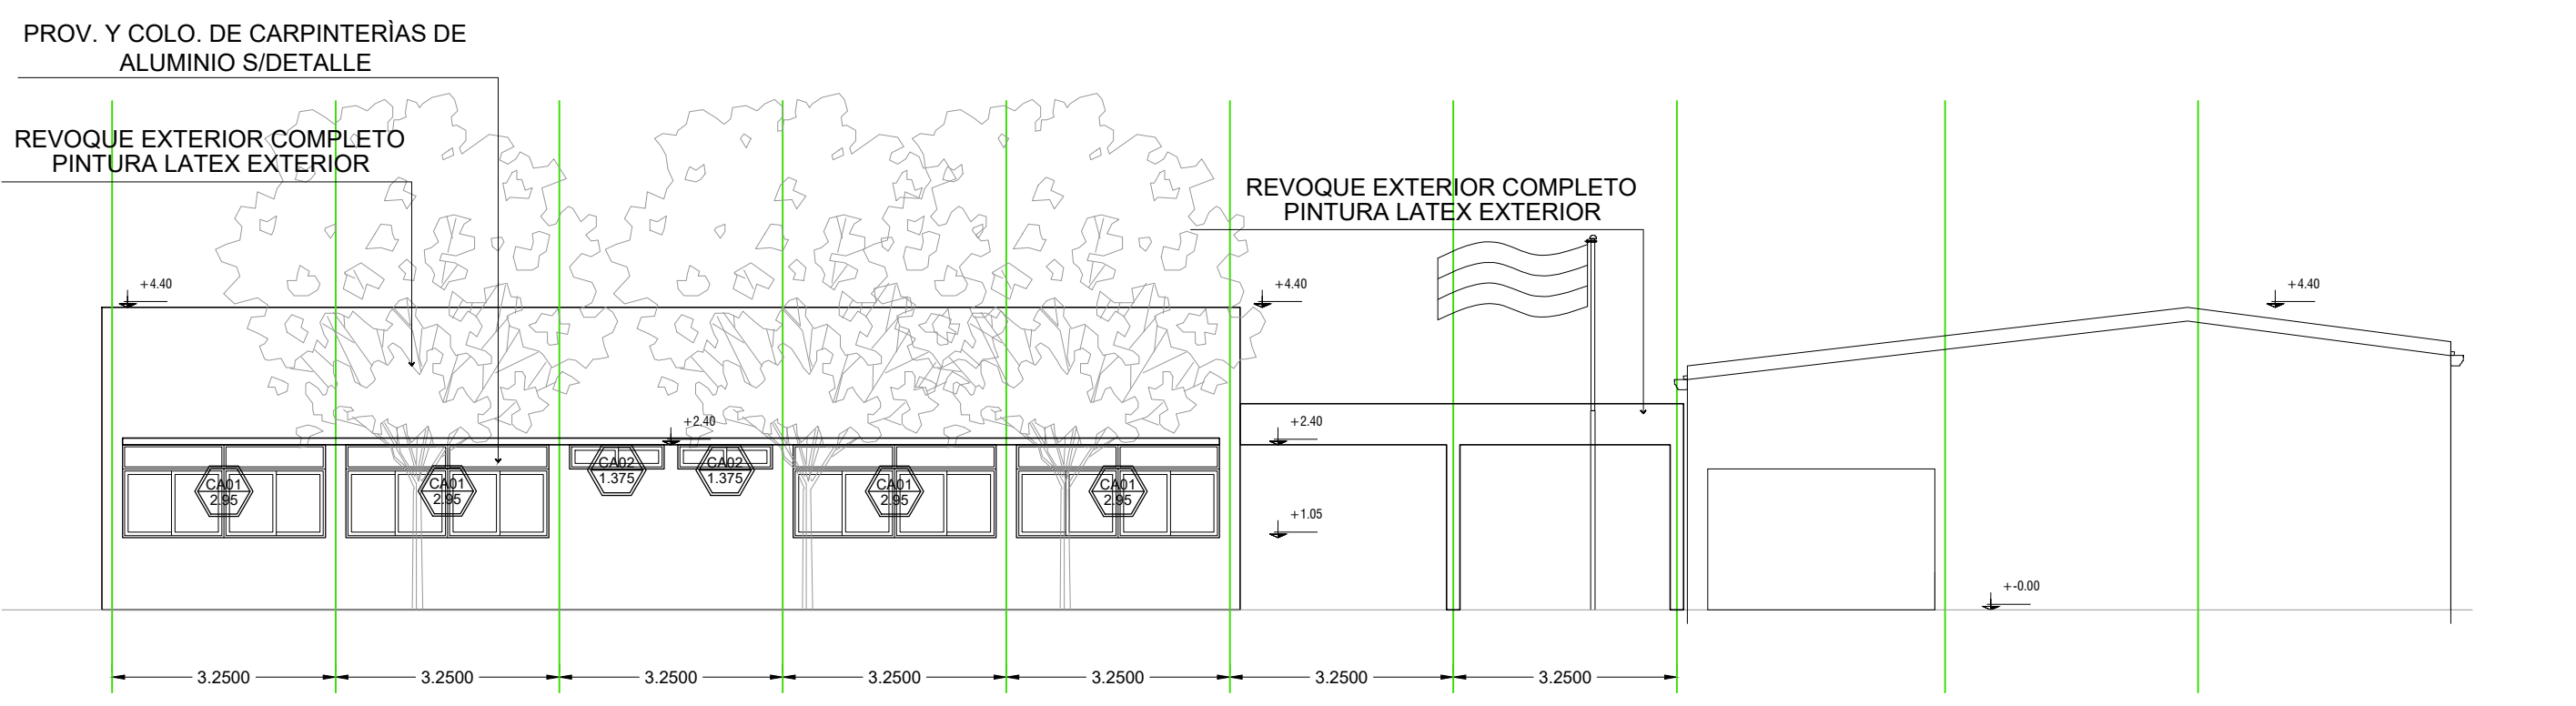 PROV. Y COLO. DE CARPINTERÌAS DE
ALUMINIO S/DETALLE
REVOQUE EXTERIOR COMPLETO
PINTURA LATEX EXTERIOR
REVOQUE EXTERIOR COMPLETO
PINTURA LATEX EXTERIOR
+4.40
+4.40
+4.40
+2.40
+2.40
CA01
2.95
CA01
2.95
CA02
1.375
CA02
1.375
CA01
2.95
CA01
2.95
+1.05
+-0.00
3.2500
3.2500
3.2500
3.2500
3.2500
3.2500
3.2500